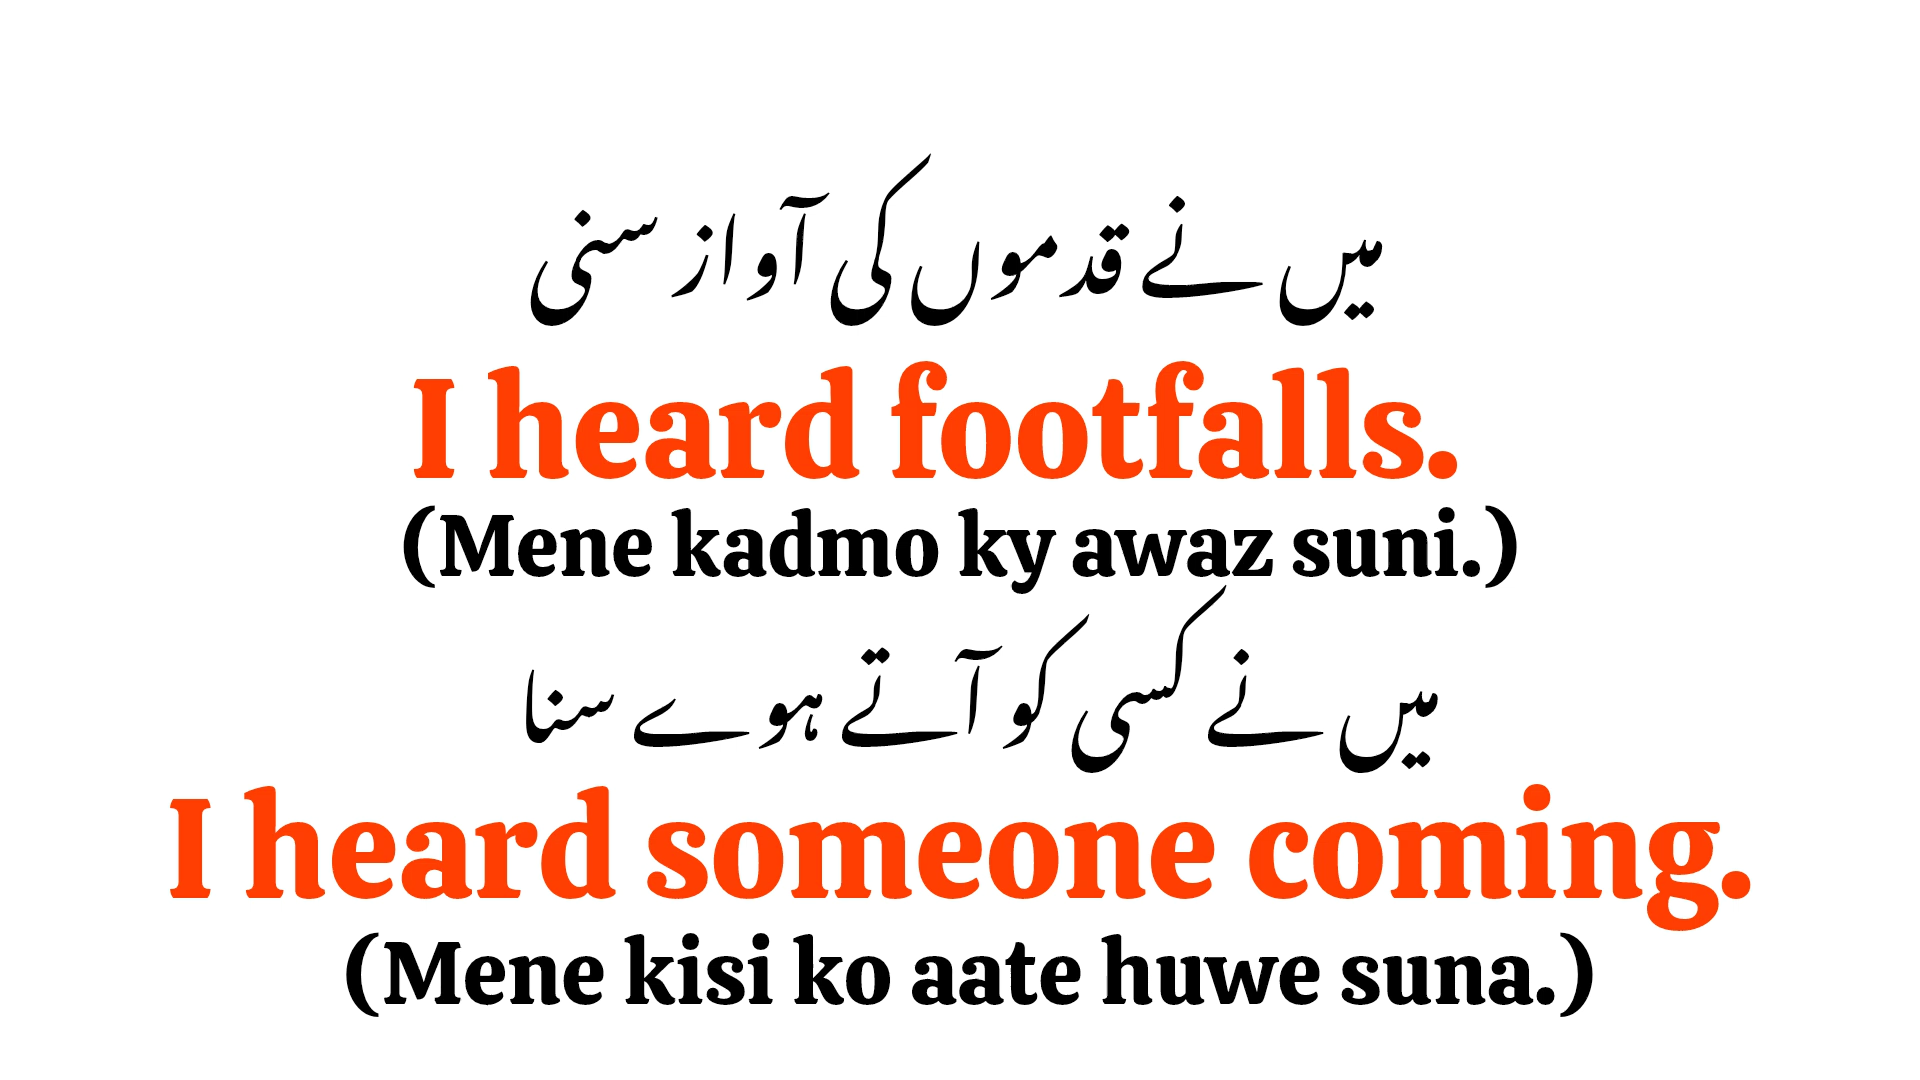 میں نے قدموں کی آواز سنی
I heard footfalls.
(Mene kadmo ky awaz suni.)
میں نے کسی کو آتے ہوے سنا
I heard someone coming.
(Mene kisi ko aate huwe suna.)